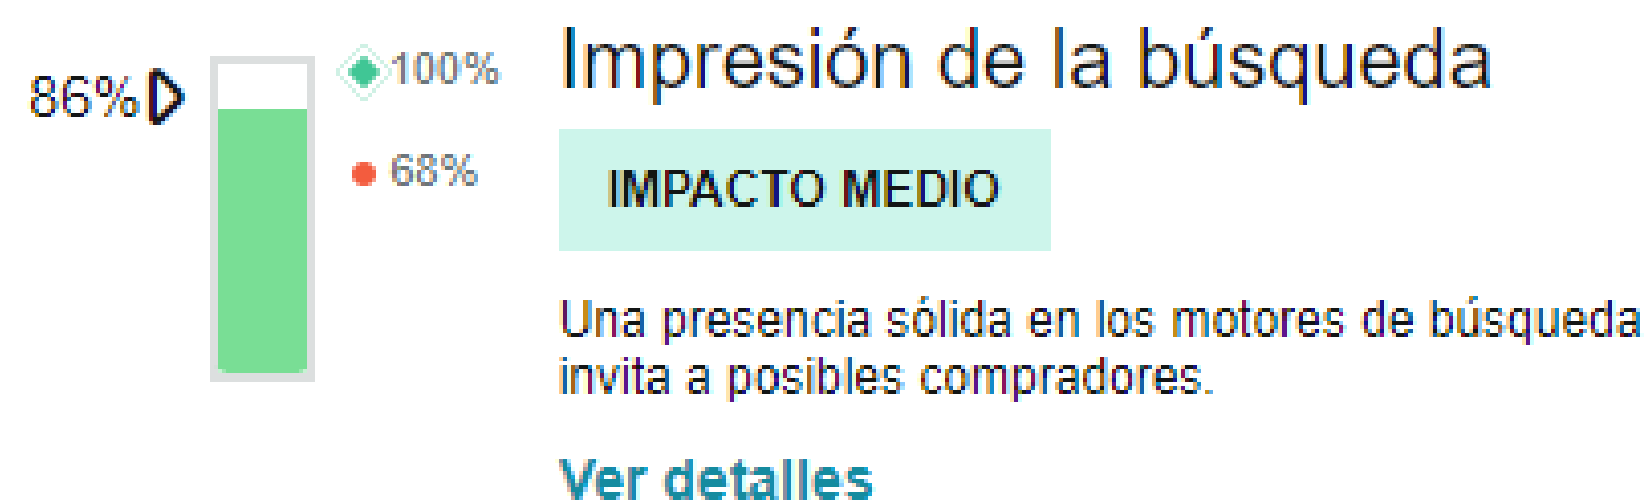 86%
100%
68%
Impresión de la búsqueda
IMPACTO MEDIO
Una presencia sólida en los motores de búsqueda
invita a posibles compradores.
Ver detalles